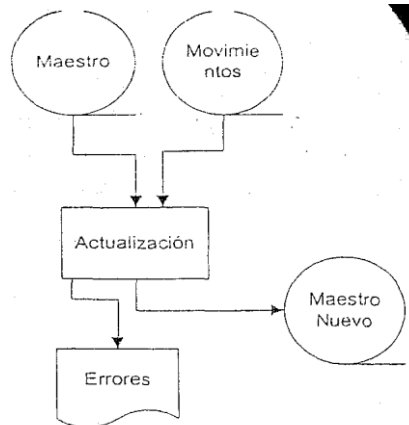 Maestro
Movimie
ntos
Actualización
Maestro
Nuevo
Errores